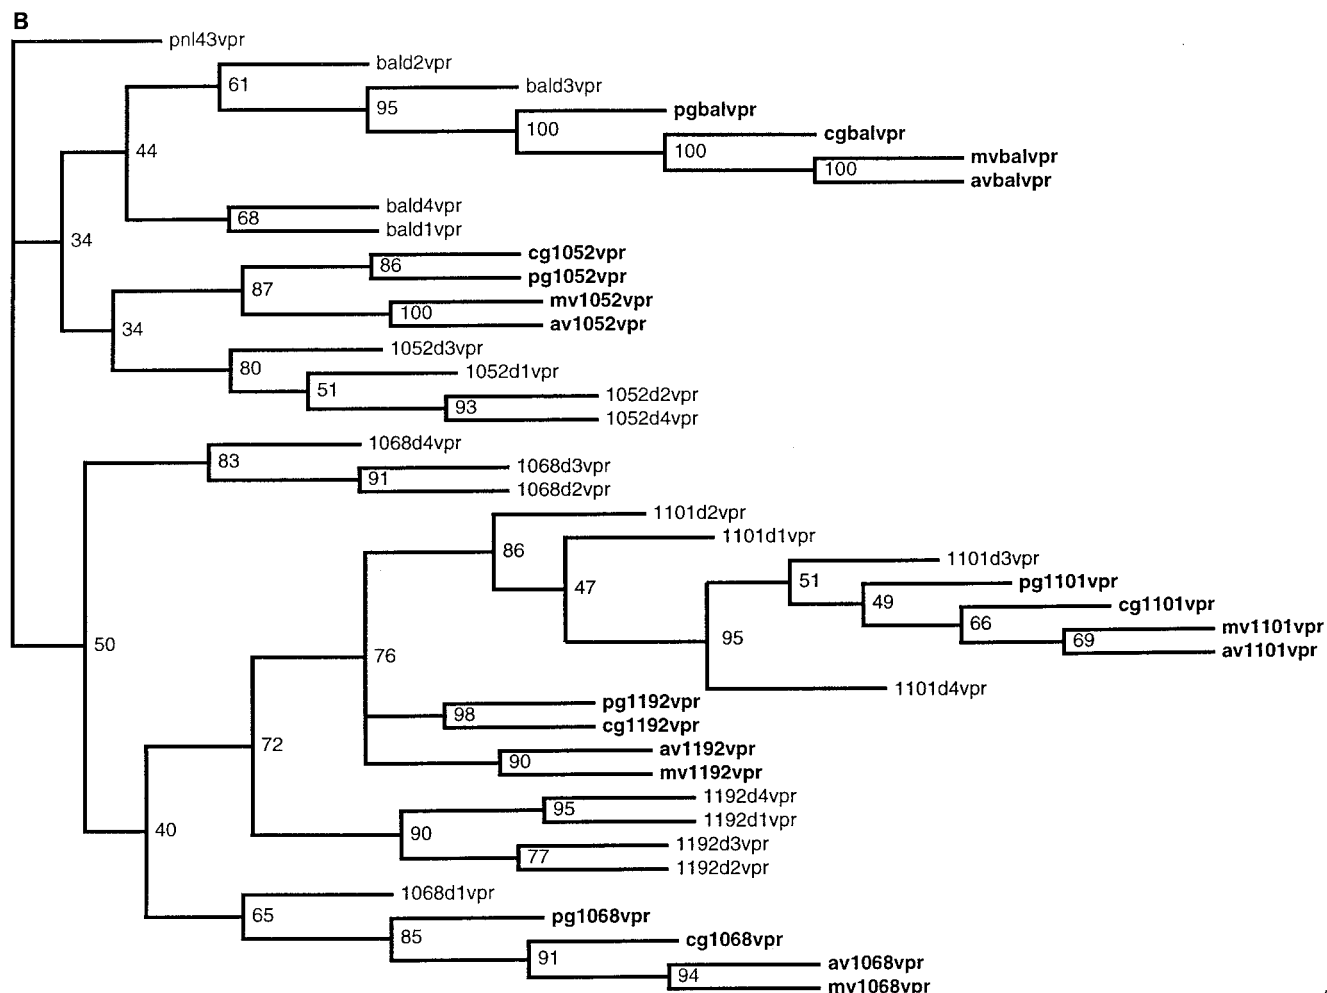 B
pnl43vpr
bald2vpr
61
bald3vpr
95
pgbalvpr
100
cgbalvpr
100
mvbalvpr
100
avbalvpr
44
bald4vpr
68
bald1vpr
34
cg1052vpr
86
pg1052vpr
87
mv1052vpr
100
av1052vpr
34
1052d3vpr
80
1052d1vpr
51
1052d2vpr
93
1052d4vpr
1068d4vpr
83
1068d3vpr
91
1068d2vpr
1101d2vpr
86
1101d1vpr
47
1101d3vpr
51
pg1101vpr
49
cg1101vpr
66
mv1101vpr
69
av1101vpr
95
50
76
1101d4vpr
pg1192vpr
98
cg1192vpr
72
av1192vpr
90
mv1192vpr
1192d4vpr
95
1192d1vpr
40
90
1192d3vpr
77
1192d2vpr
1068d1vpr
65
pg1068vpr
85
cg1068vpr
91
av1068vpr
94
mv1068vpr